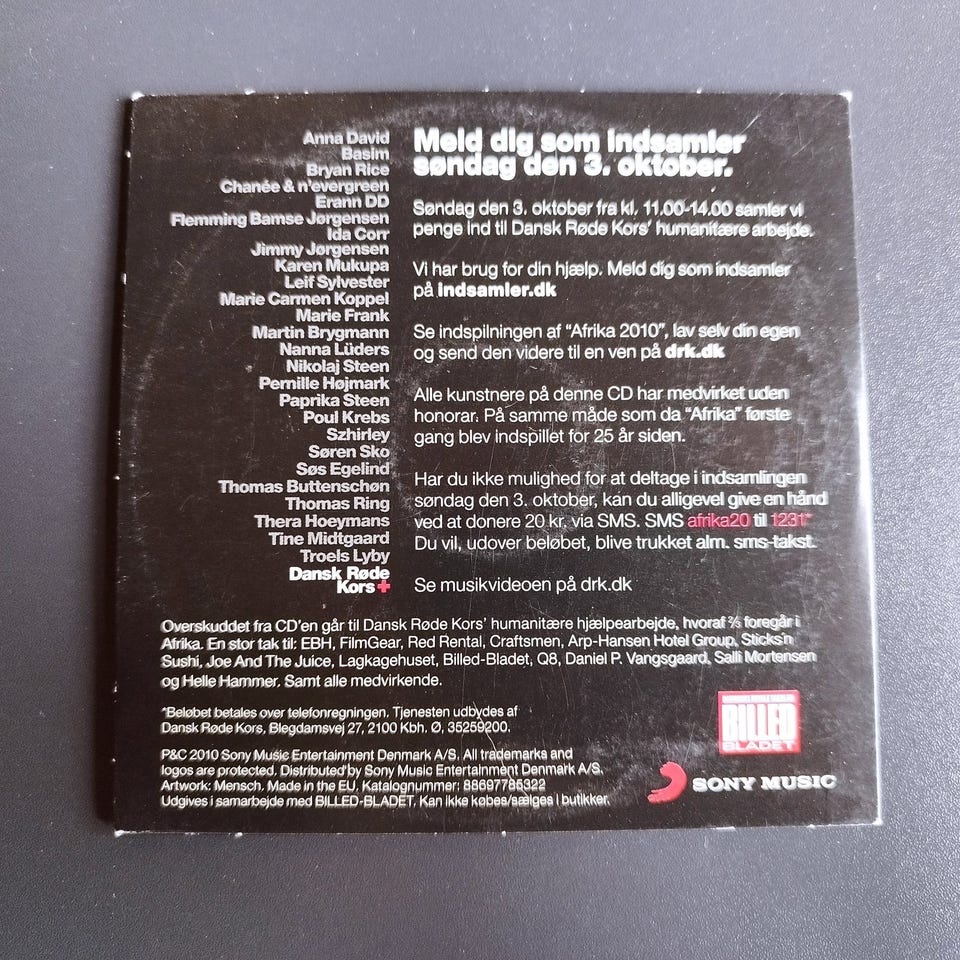 Anna David
Basim
Bryan Rice
Chanée & n'evergreen
Erann DD
Flemming Bamse Jørgensen
Ida Corr
Jimmy Jørgensen
Karen Mukupa
Leif Sylvester
Marie Carmen Koppel
Marie Frank
Martin Brygmann
Nanna Lüders
Nikolaj Steen
Pernille Højmark
Paprika Steen
Poul Krebs
Szhirley
Søren Sko
Søs Egelind
Thomas Buttenschøn
Thomas Ring
Thera Hoeymans
Tine Midtgaard
Troels Lyby
Dansk Røde
Kors+
Meld dig som indsamler
søndag den 3. oktober.
Søndag den 3. oktober fra kl. 11.00-14.00 samler vi
penge ind til Dansk Røde Kors' humanitære arbejde.
Vi har brug for din hjælp. Meld dig som indsamler
på indsamler.dk
Se indspilningen af "Afrika 2010", lav selv din egen
og send den videre til en ven på drk.dk
Alle kunstnere på denne CD har medvirket uden
honorar. På samme måde som da "Afrika" første
gang blev indspillet for 25 år siden.
Har du ikke mulighed for at deltage i indsamlingen
søndag den 3. oktober, kan du alligevel give en hånd
ved at donere 20 kr. via SMS. SMS afrika20 til 1231*
Du vil, udover beløbet, blive trukket alm. sms-takst.
Se musikvideoen på drk.dk
Overskuddet fra CD'en går til Dansk Røde Kors' humanitære hjælpearbejde, hvoraf ⅔ foregår i
Afrika. En stor tak til: EBH, FilmGear, Red Rental, Craftsmen, Arp-Hansen Hotel Group, Sticks'n
Sushi, Joe And The Juice, Lagkagehuset, Billed-Bladet, Q8, Daniel P. Vangsgaard, Salli Mortensen
og Helle Hammer. Samt alle medvirkende.
*Beløbet betales over telefonregningen. Tjenesten udbydes af
Dansk Røde Kors, Blegdamsvej 27, 2100 Kbh. Ø, 35259200.
P&C 2010 Sony Music Entertainment Denmark A/S. All trademarks and
logos are protected. Distributed by Sony Music Entertainment Denmark A/S.
Artwork: Mensch. Made in the EU. Katalognummer: 88697785322
Udgives i samarbejde med BILLED-BLADET. Kan ikke købes/sælges i butikker.
BILLED
BLADET
SONY MUSIC